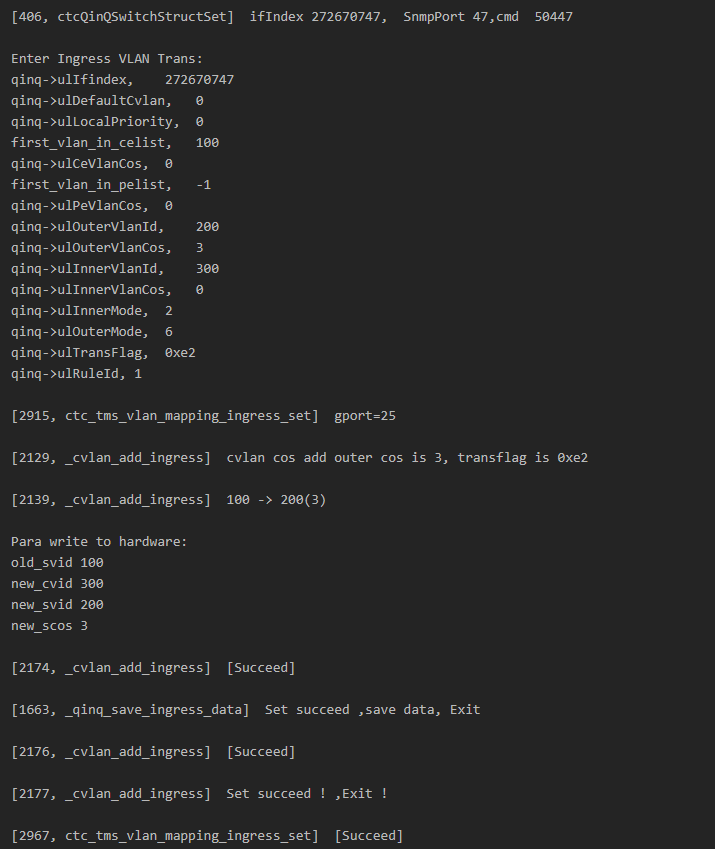 [406, ctcQinQSwitchStructSet]  ifIndex 272670747,  SnmpPort 47,cmd  50447
Enter Ingress VLAN Trans:
qinq->ulIfindex,    272670747
qinq->ulDefaultCvlan,   0
qinq->ulLocalPriority,  0
first_vlan_in_celist,   100
qinq->ulCeVlanCos,  0
first_vlan_in_pelist,   -1
qinq->ulPeVlanCos,  0
qinq->ulOuterVlanId,    200
qinq->ulOuterVlanCos,   3
qinq->ulInnerVlanId,    300
qinq->ulInnerVlanCos,   0
qinq->ulInnerMode,  2
qinq->ulOuterMode,  6
qinq->ulTransFlag,  0xe2
qinq->ulRuleId, 1
[2915, ctc_tms_vlan_mapping_ingress_set]  gport=25
[2129, _cvlan_add_ingress]  cvlan cos add outer cos is 3, transflag is 0xe2
[2139, _cvlan_add_ingress]  100 -> 200(3)
Para write to hardware:
old_svid 100
new_cvid 300
new_svid 200
new_scos 3
[2174, _cvlan_add_ingress]  [Succeed]
[1663, _qinq_save_ingress_data]  Set succeed ,save data, Exit
[2176, _cvlan_add_ingress]  [Succeed]
[2177, _cvlan_add_ingress]  Set succeed ! ,Exit !
[2967, ctc_tms_vlan_mapping_ingress_set]  [Succeed]